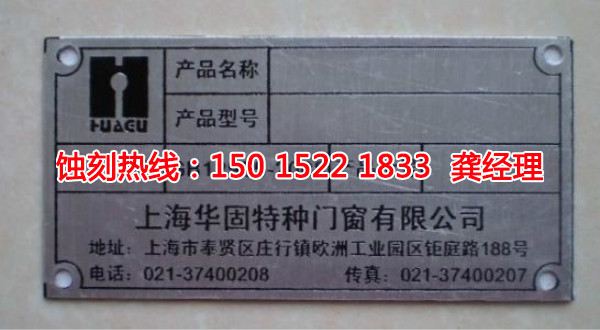 HUAGU
产品名称
产品型号
蚀刻热线：150 1522 1833 龚经理
上海华固特种门窗有限公司
地址：上海市奉贤区庄行镇欧洲工业园区钜庭路188号
电话：021-37400208 传真：021-37400207